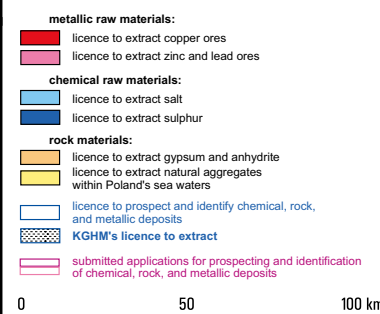 metallic raw materials:
licence to extract copper ores
licence to extract zinc and lead ores
chemical raw materials:
licence to extract salt
licence to extract sulphur
rock materials:
licence to extract gypsum and anhydrite
licence to extract natural aggregates
within Poland's sea waters
licence to prospect and identify chemical, rock,
and metallic deposits
KGHM's licence to extract
submitted applications for prospecting and identification
of chemical, rock, and metallic deposits
0 50 100 km